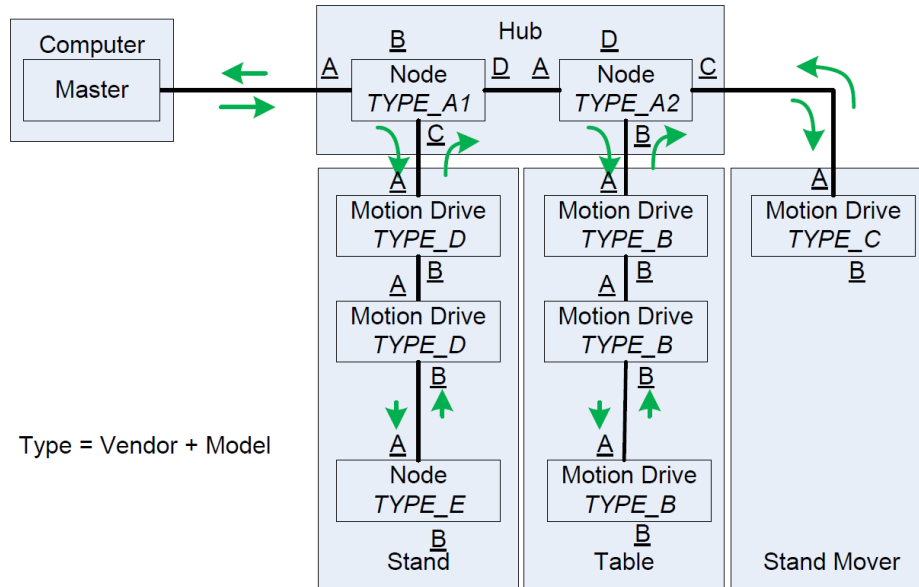 Computer
Master
Hub
B
D
A
Node
TYPE_A1
D
A
Node
TYPE_A2
C
C
B
A
Motion Drive
TYPE_D
B
A
Motion Drive
TYPE_D
B
A
Node
TYPE_E
B
Stand
A
Motion Drive
TYPE_B
B
A
Motion Drive
TYPE_B
B
A
Motion Drive
TYPE_B
B
Table
A
Motion Drive
TYPE_C
B
Stand Mover
Type = Vendor + Model